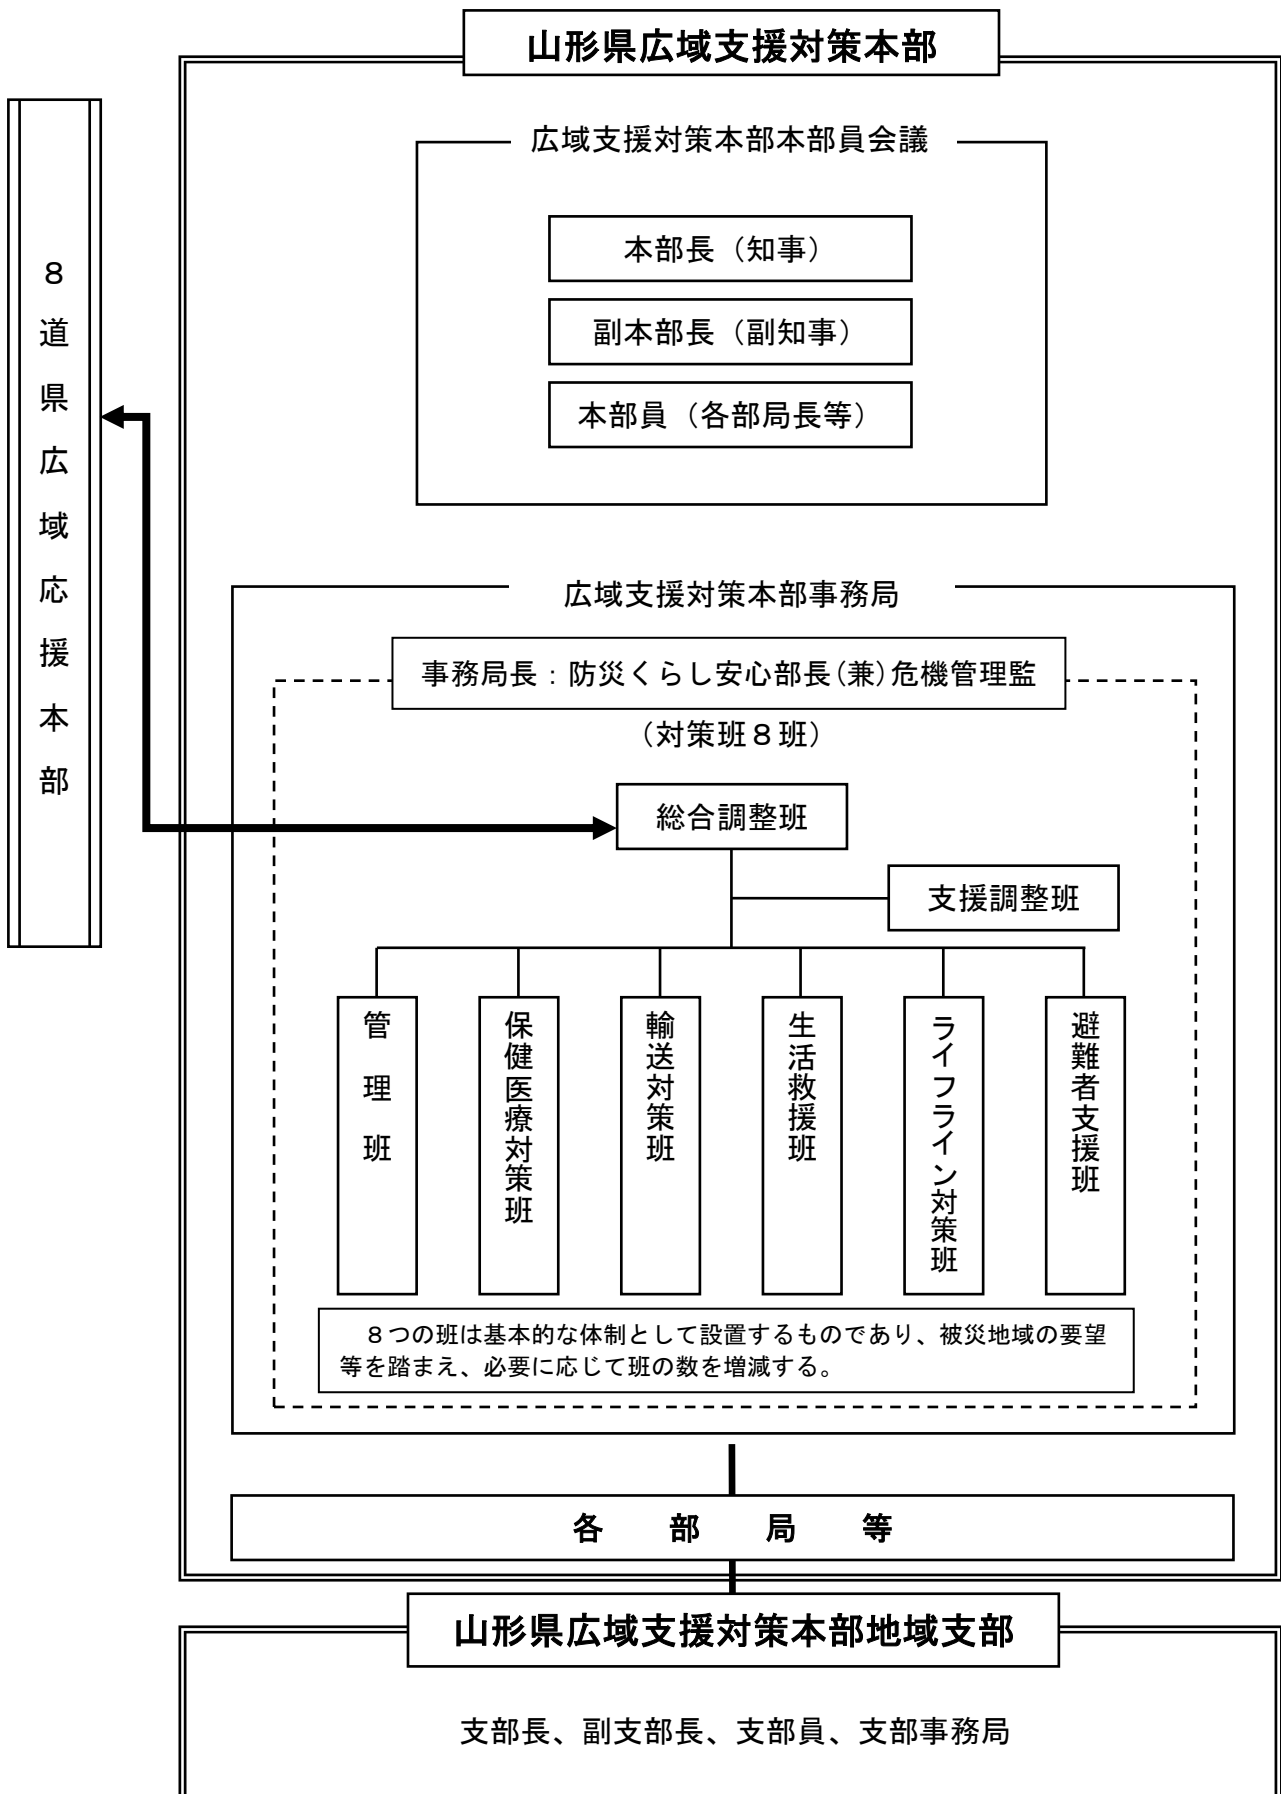 山形県広域支援対策本部
８道県広域応援本部
広域支援対策本部本部員会議
本部長（知事）
副本部長（副知事）
本部員（各部局長等）
広域支援対策本部事務局
事務局長：防災くらし安心部長(兼)危機管理監
（対策班８班）
総合調整班
支援調整班
管理班
保健医療対策班
輸送対策班
生活救援班
ライフライン対策班
避難者支援班
８つの班は基本的な体制として設置するものであり、被災地域の要望
等を踏まえ、必要に応じて班の数を増減する。
各　部　局　等
山形県広域支援対策本部地域支部
支部長、副支部長、支部員、支部事務局